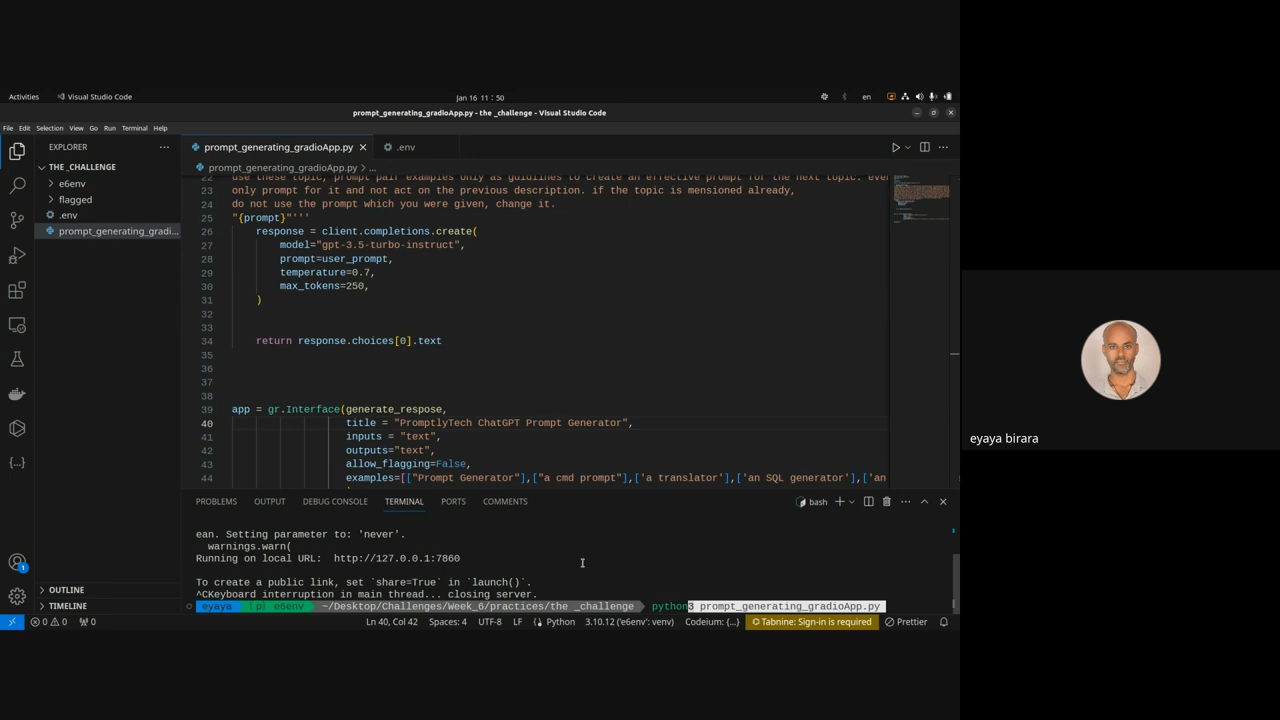 Activities
Visual Studio Code
Jan 16 11:50
en
prompt_generating_gradioApp.py - the _challenge - Visual Studio Code
File Edit Selection View Go Run Terminal Help
EXPLORER
THE_CHALLENGE
e6env
flagged
.env
prompt_generating_gradi...
OUTLINE
TIMELINE
prompt_generating_gradioApp.py
.env
prompt_generating_gradioApp.py > ...
use these topic, prompt pair examples only as guidlines to create an effective prompt for the next topic.
23 only prompt for it and not act on the previous description. if the topic is mentioned already,
24 do not use the prompt which you were given, change it.
25 "{prompt}"'''
26 response = client.completions.create(
27 model="gpt-3.5-turbo-instruct",
28 prompt=user_prompt,
29 temperature=0.7,
30 max_tokens=250,
31 )
32
33
34 return response.choices[0].text
35
36
37
38
39 app = gr.Interface(generate_respose,
40 title = "PromptlyTech ChatGPT Prompt Generator",
41 inputs = "text",
42 outputs="text",
43 allow_flagging=False,
44 examples=[["Prompt Generator"],["a cmd prompt"],['a translator'],['an SQL generator'],['an
PROBLEMS OUTPUT DEBUG CONSOLE TERMINAL PORTS COMMENTS
bash
ean. Setting parameter to: 'never'.
warnings.warn(
Running on local URL: http://127.0.0.1:7860
To create a public link, set `share=True` in `launch()`.
^CKeyboard interruption in main thread... closing server.
eyaya |p| e6env ~/Desktop/Challenges/Week_6/practices/the _challenge python3 prompt_generating_gradioApp.py
1
0 0 0 Ln 40, Col 42 Spaces: 4 UTF-8 LF Python 3.10.12 ('e6env': venv) Codeium: {...} Tabnine: Sign-in is required Prettier
eyaya birara